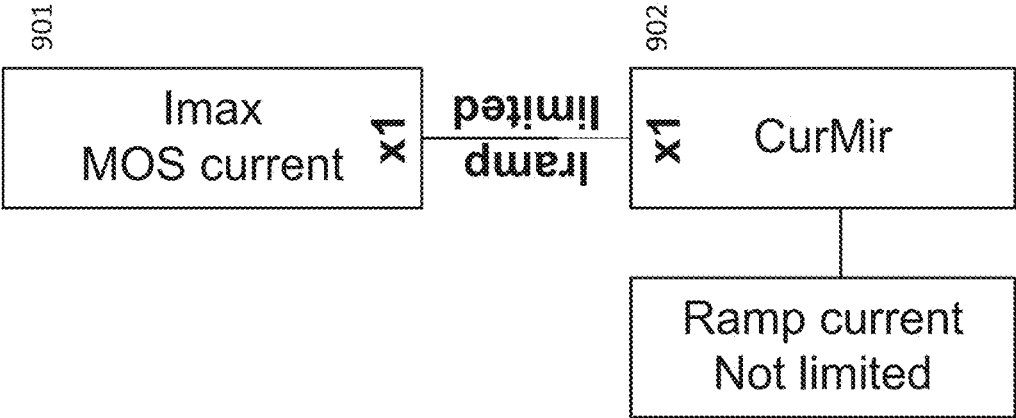 901
902
Imax
MOS current
x1
Iramp
limited
x1
CurMir
Ramp current
Not limited